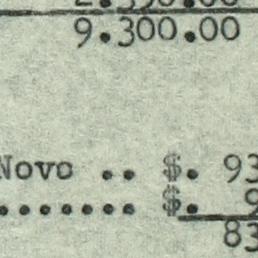 9.300.00
Novo .. $. 93
....... $. 9
83